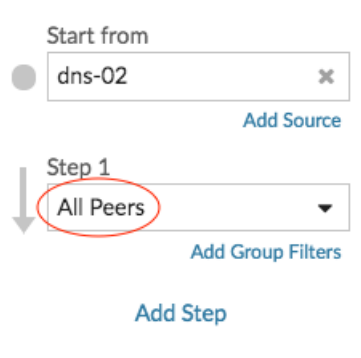 Start from
dns-02
Add Source
Step 1
All Peers
Add Group Filters
Add Step